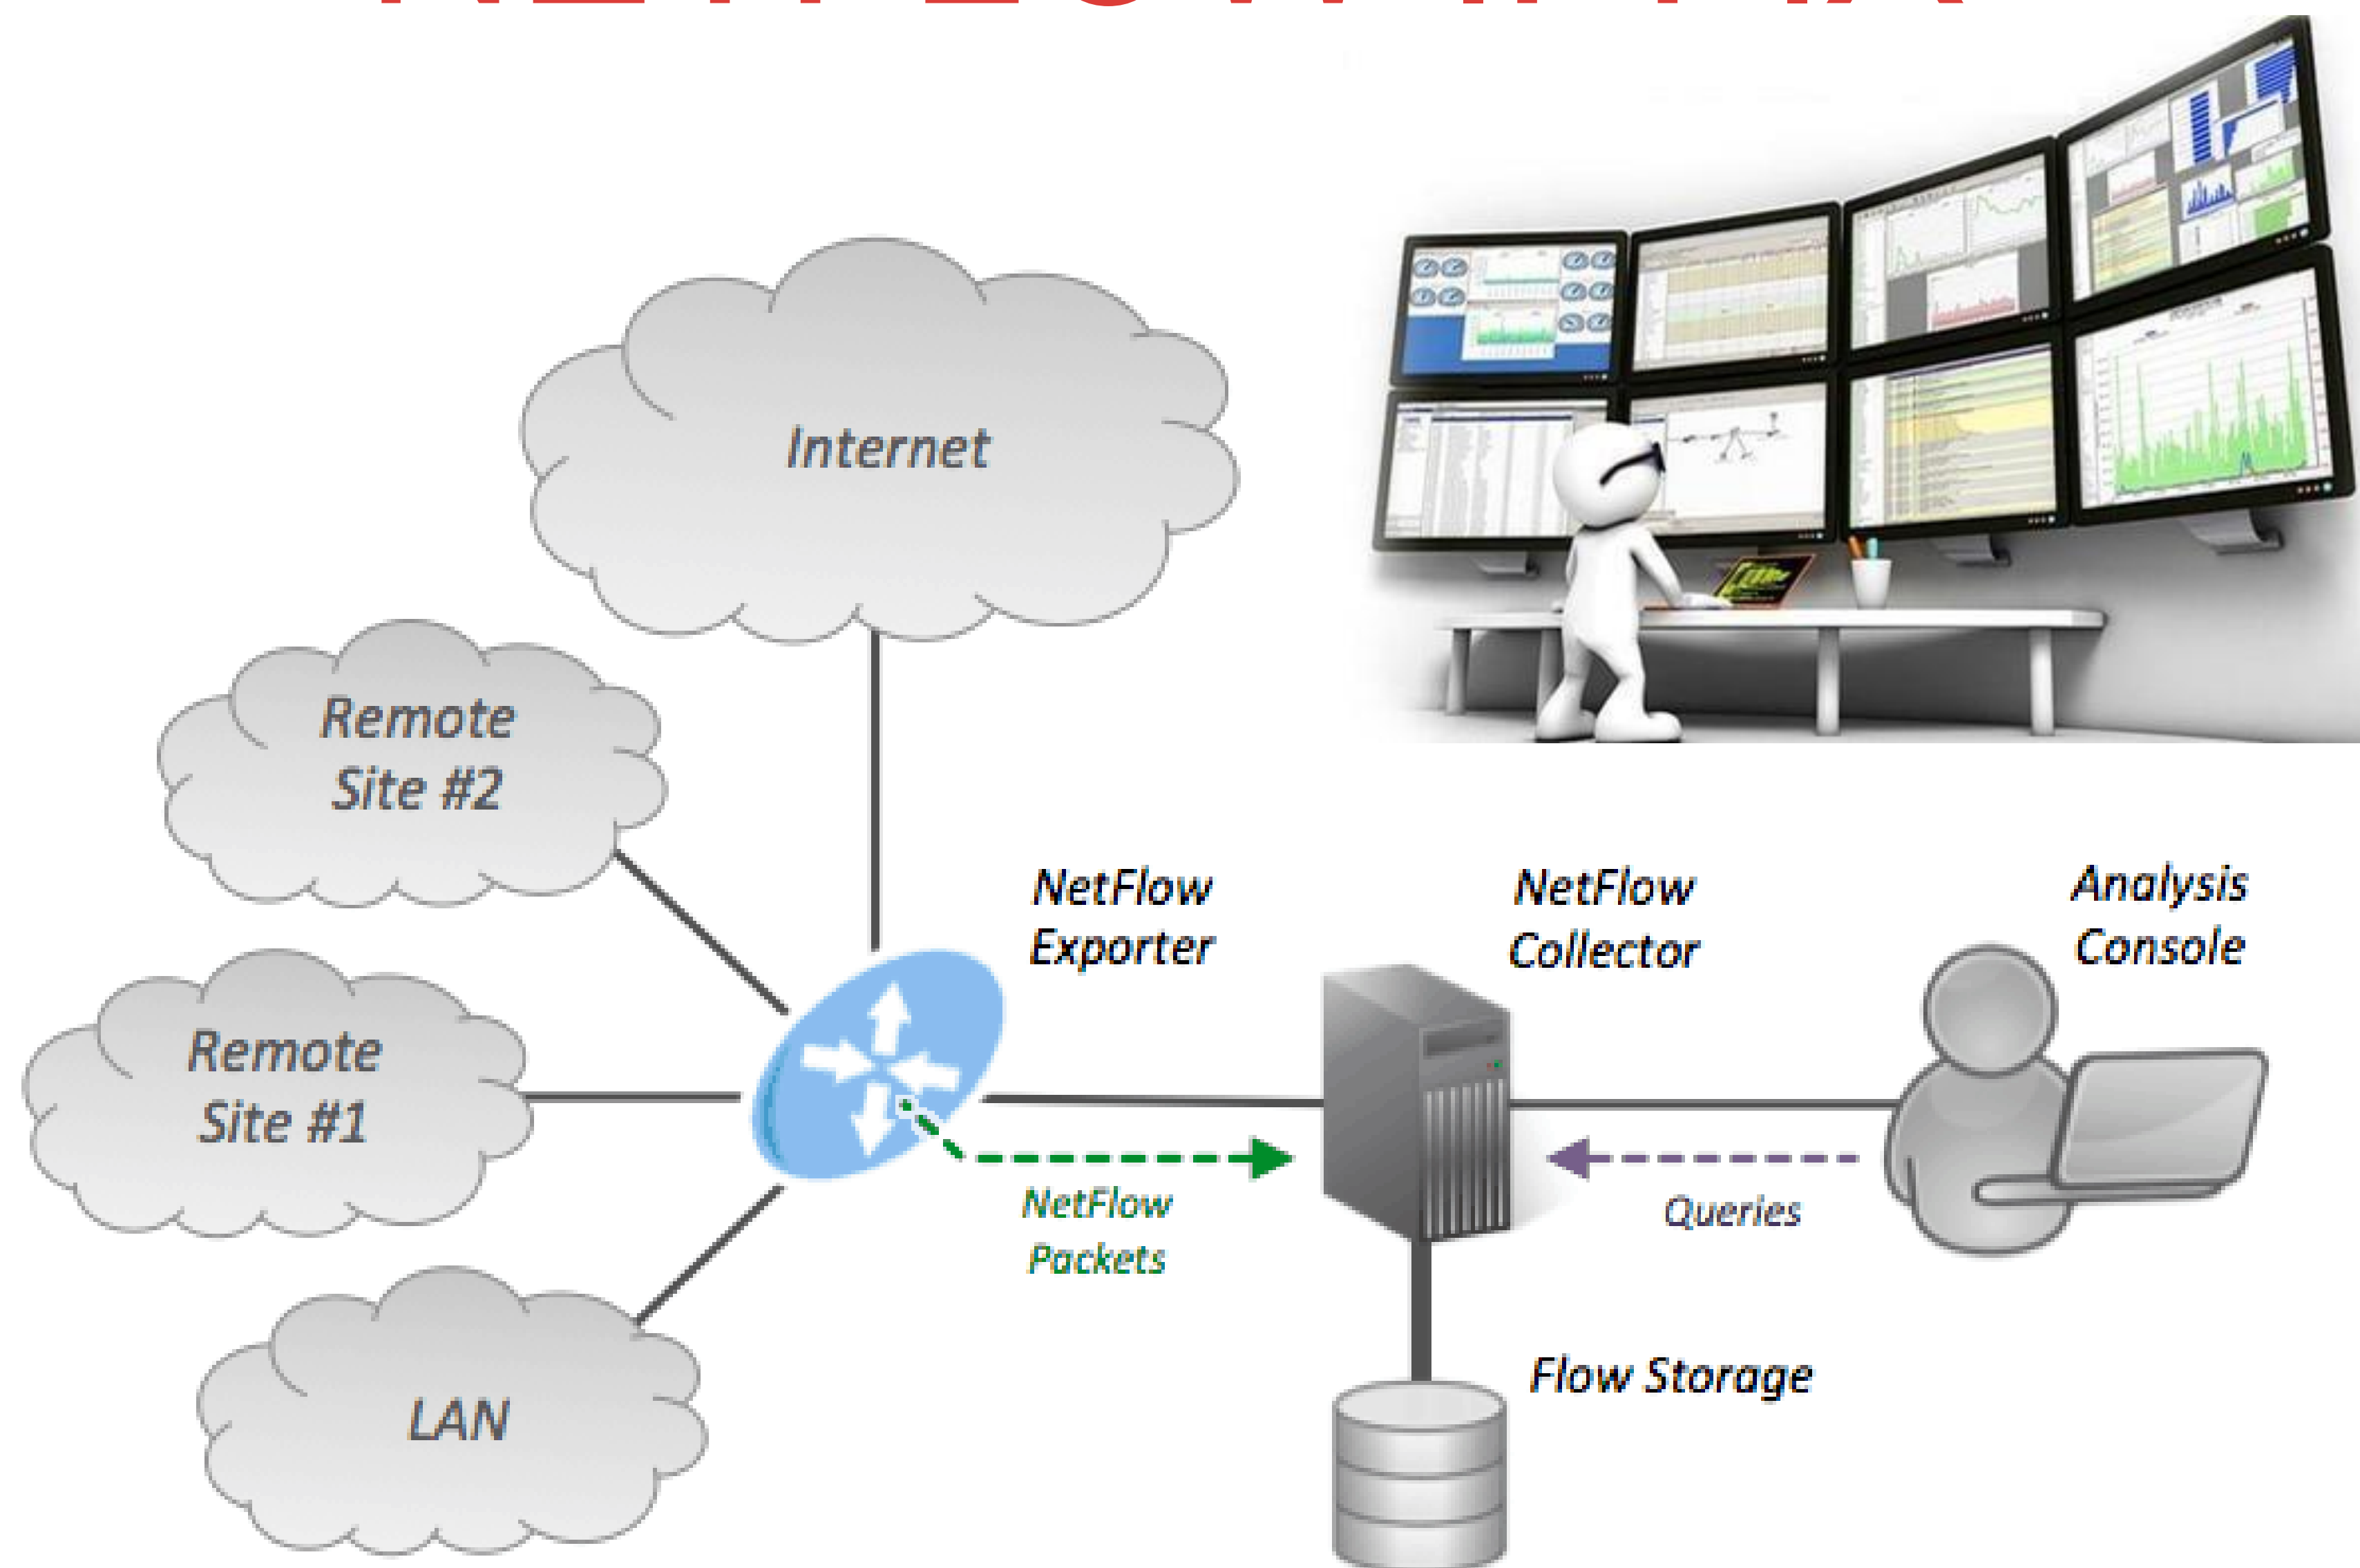 Internet
Remote
Site #2
NetFlow
Exporter
NetFlow
Collector
Analysis
Console
Remote
Site #1
NetFlow
Packets
Queries
Flow Storage
LAN